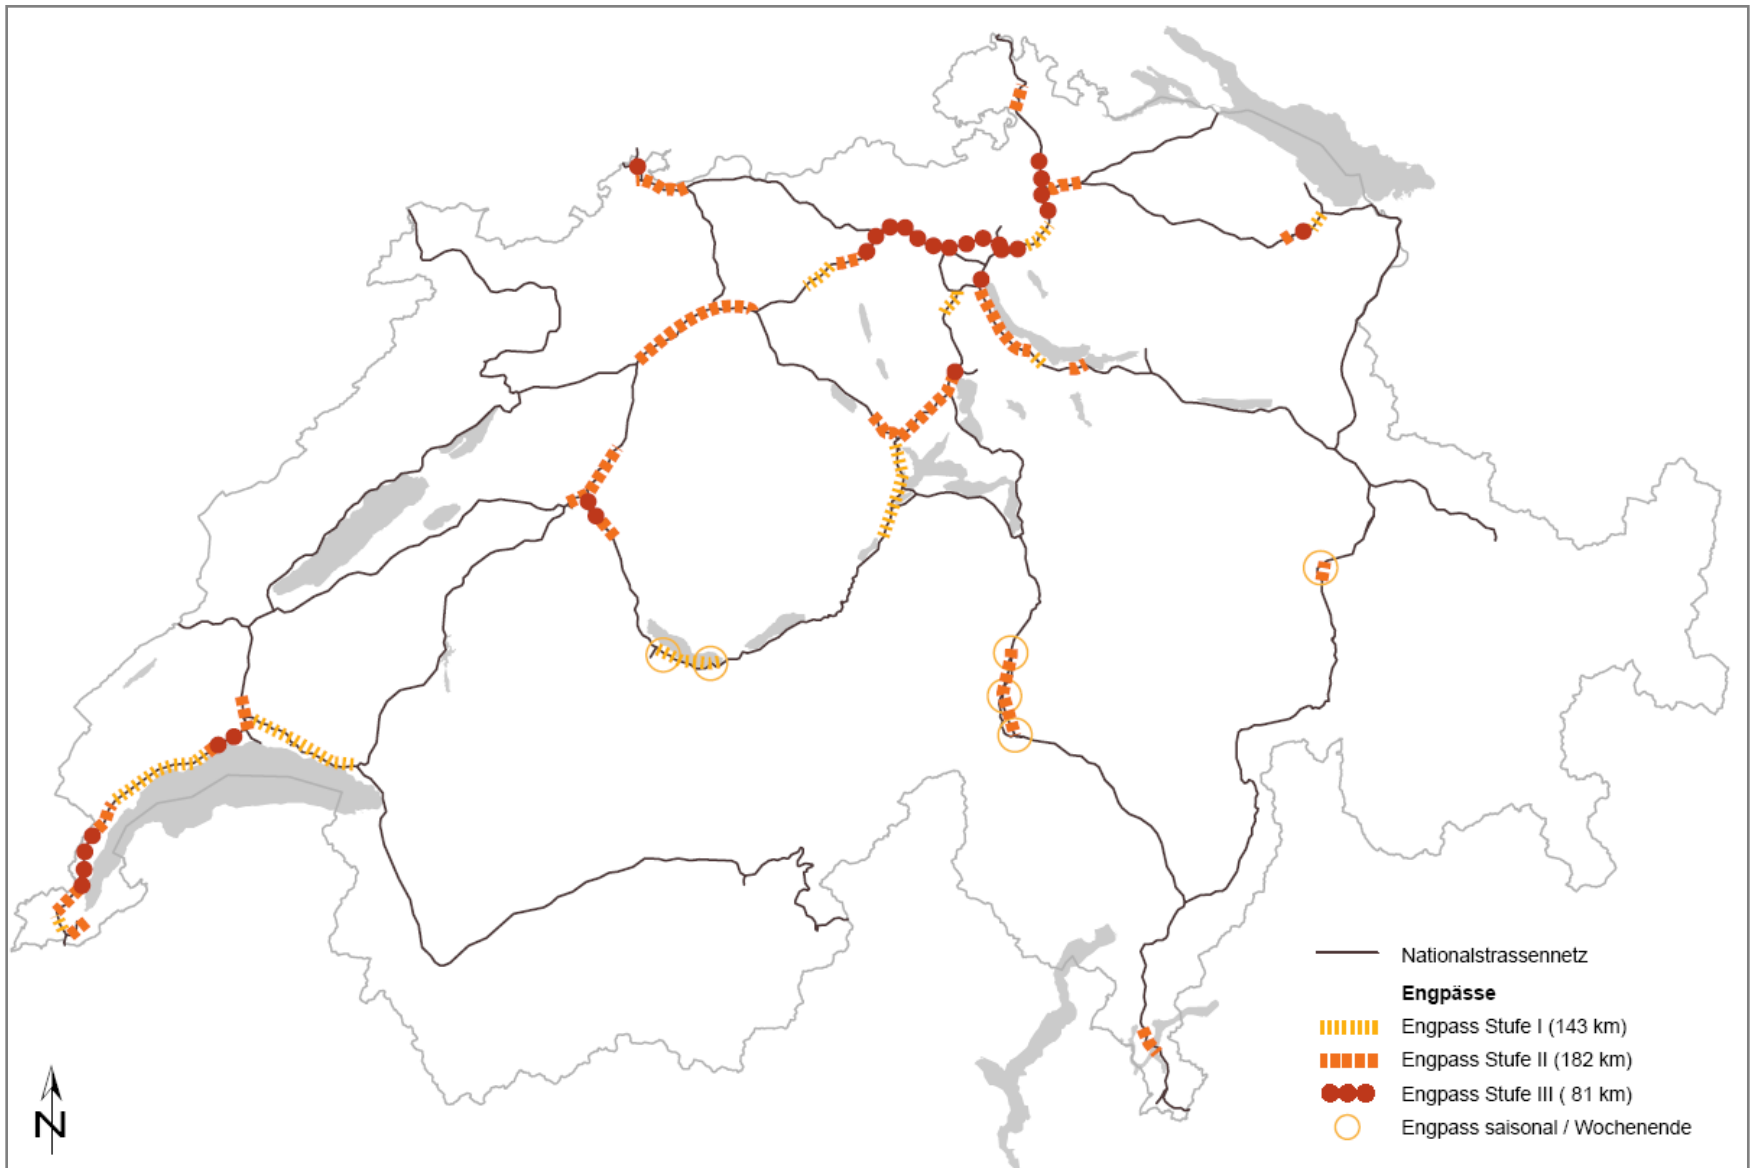 Nationalstrassennetz
Engpässe
Engpass Stufe I (143 km)
Engpass Stufe II (182 km)
Engpass Stufe III ( 81 km)
Engpass saisonal / Wochenende
N